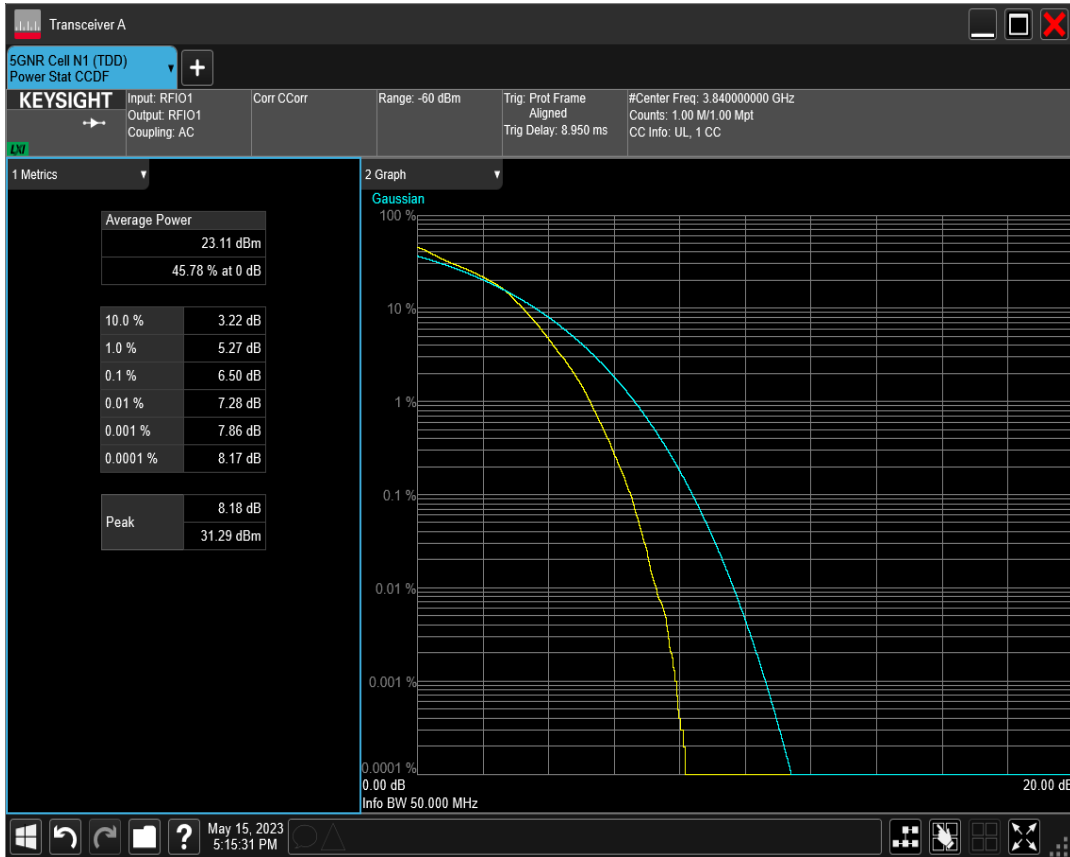 Transceiver A
5GNR Cell N1 (TDD)
Power Stat CCDF
+
KEYSIGHT
LXI
Input: RFIO1
Output: RFIO1
Coupling: AC
Corr CCorr
Range: -60 dBm
Trig: Prot Frame
Aligned
Trig Delay: 8.950 ms
#Center Freq: 3.840000000 GHz
Counts: 1.00 M/1.00 Mpt
CC Info: UL, 1 CC
1 Metrics
Average Power
23.11 dBm
45.78 % at 0 dB
10.0 % 3.22 dB
1.0 % 5.27 dB
0.1 % 6.50 dB
0.01 % 7.28 dB
0.001 % 7.86 dB
0.0001 % 8.17 dB
Peak 8.18 dB
31.29 dBm
2 Graph
Gaussian
100 %
10 %
1 %
0.1 %
0.01 %
0.001 %
0.0001 %
0.00 dB 20.00 dB
Info BW 50.000 MHz
?
May 15, 2023
5:15:31 PM